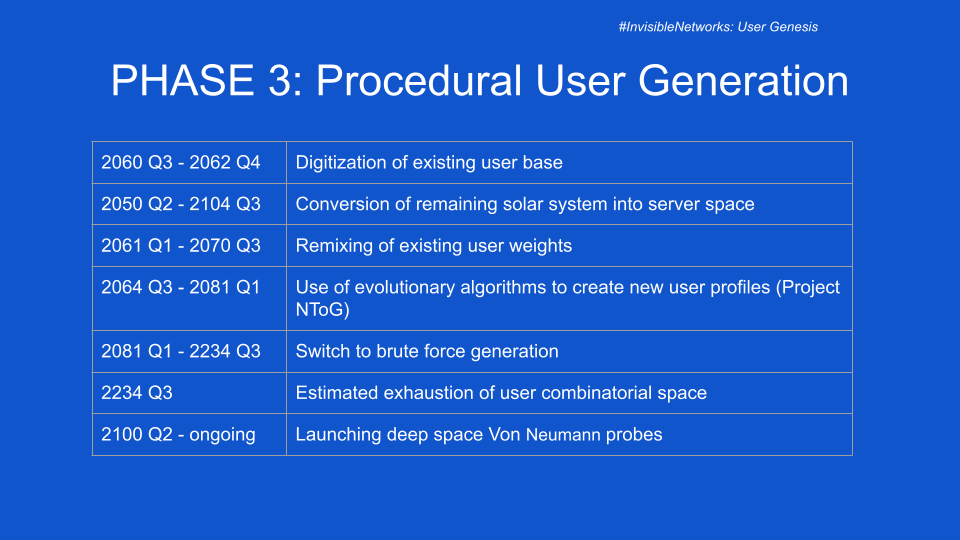 #InvisibleNetworks: User Genesis
PHASE 3: Procedural User Generation
2060 Q3 - 2062 Q4 Digitization of existing user base
2050 Q2 - 2104 Q3 Conversion of remaining solar system into server space
2061 Q1 - 2070 Q3 Remixing of existing user weights
2064 Q3 - 2081 Q1 Use of evolutionary algorithms to create new user profiles (Project
NToG)
2081 Q1 - 2234 Q3 Switch to brute force generation
2234 Q3 Estimated exhaustion of user combinatorial space
2100 Q2 - ongoing Launching deep space Von Neumann probes